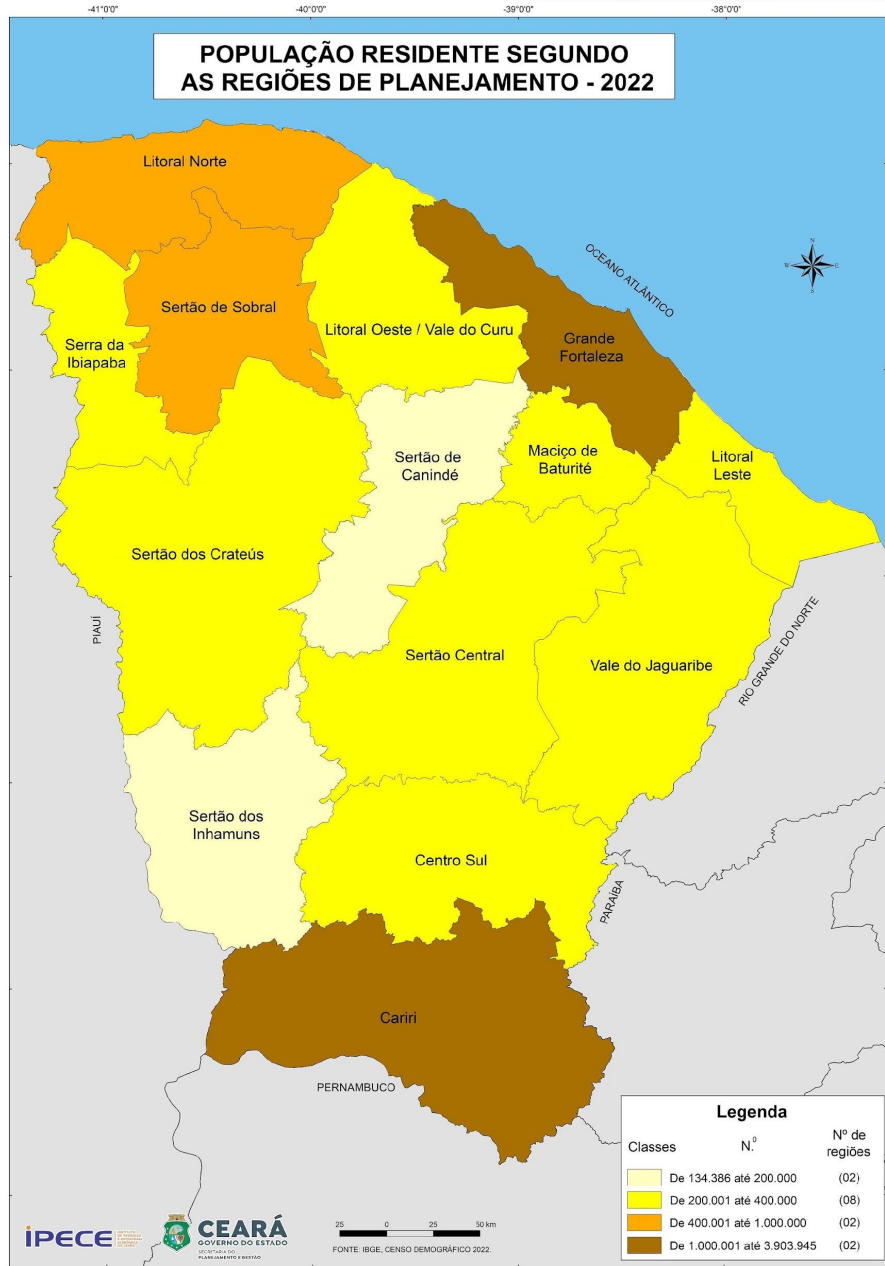 -41°0'0"
-40°0'0"
-39°0'0"
-38°0'0"
POPULAÇÃO RESIDENTE SEGUNDO
AS REGIÕES DE PLANEJAMENTO - 2022
Litoral Norte
OCEANO ATLÂNTICO
N
W
E
S
Sertão de Sobral
Litoral Oeste / Vale do Curu
Grande
Fortaleza
Serra da
Ibiapaba
Sertão de
Canindé
Maciço de
Baturité
Litoral
Leste
Sertão dos Crateús
PIAUÍ
Sertão Central
Vale do Jaguaribe
RIO GRANDE DO NORTE
Sertão dos
Inhamuns
Centro Sul
PARAÍBA
Cariri
PERNAMBUCO
Legenda
Classes
N.º
Nº de
regiões
De 134.386 até 200.000 (02)
De 200.001 até 400.000 (08)
De 400.001 até 1.000.000 (02)
De 1.000.001 até 3.903.945 (02)
iPECE
CEARÁ
GOVERNO DO ESTADO
SECRETARIA DO
PLANEJAMENTO E GESTÃO
25 0 25 50 km
FONTE: IBGE, CENSO DEMOGRÁFICO 2022.